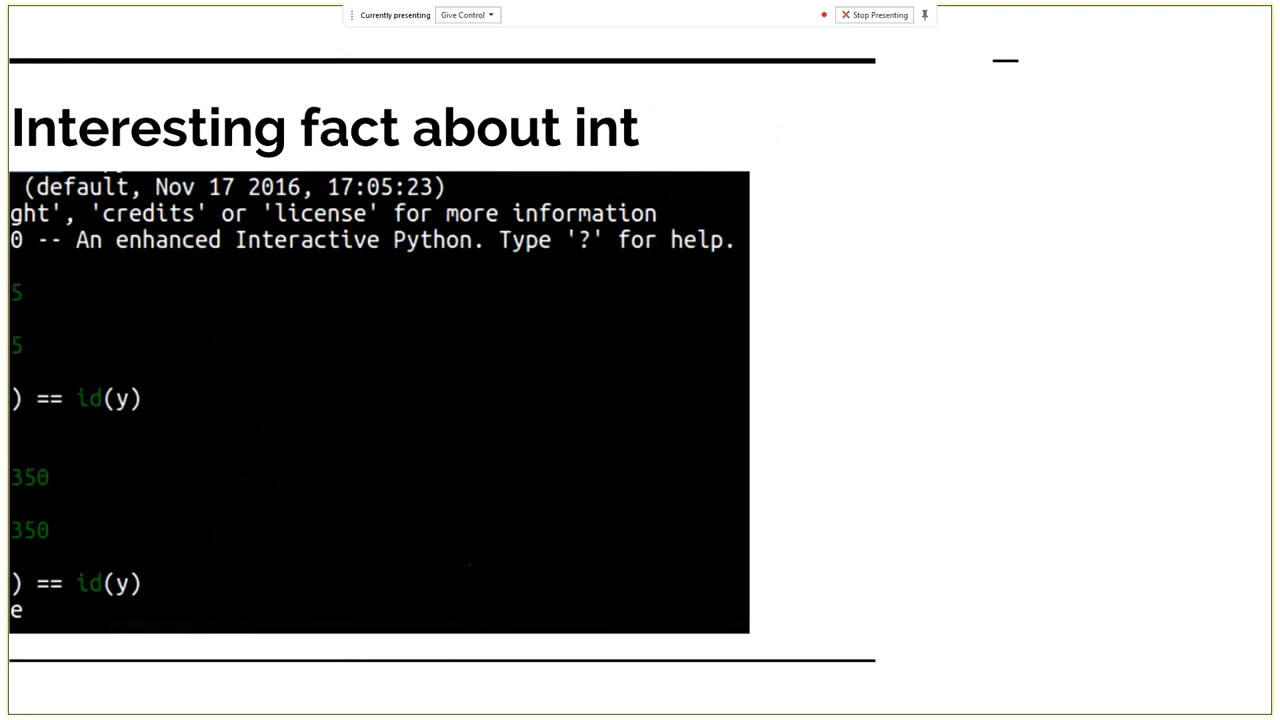 Currently presenting Give Control Stop Presenting
Interesting fact about int
(default, Nov 17 2016, 17:05:23)
ght', 'credits' or 'license' for more information
0 -- An enhanced Interactive Python. Type '?' for help.
5
5
) == id(y)
350
350
) == id(y)
e